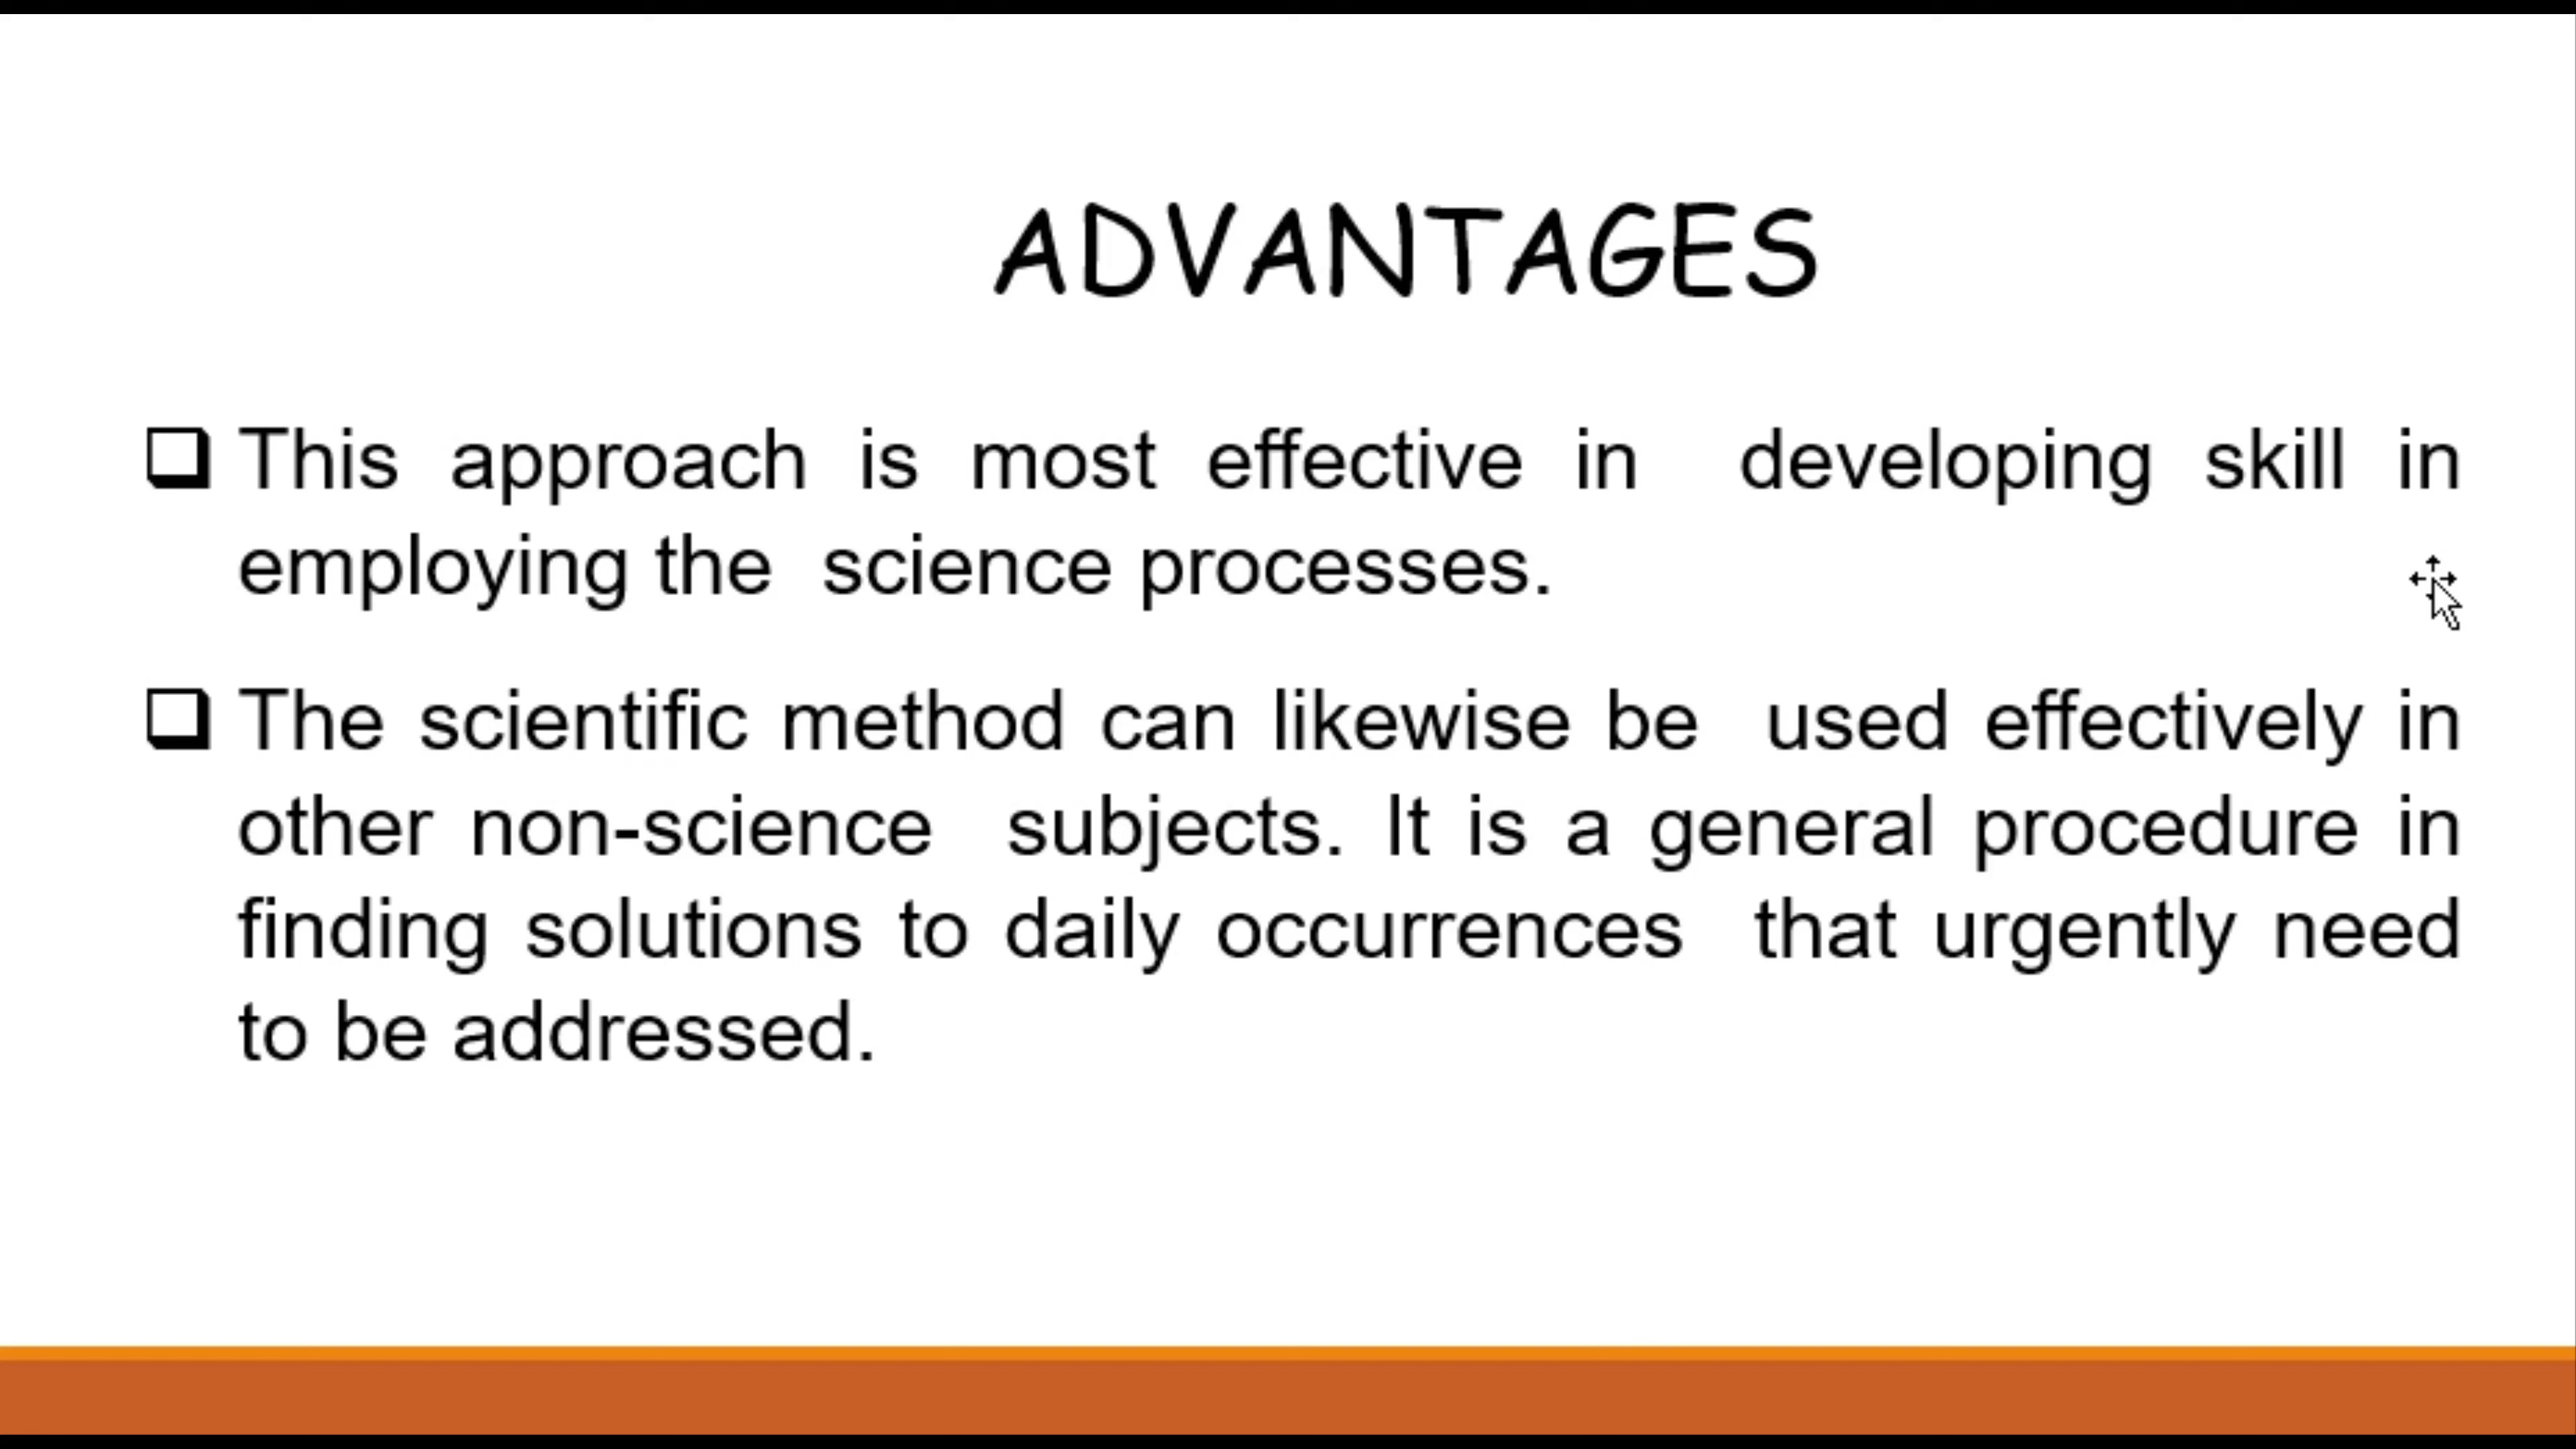 ADVANTAGES
❑ This approach is most effective in developing skill in
employing the science processes.
❑ The scientific method can likewise be used effectively in
other non-science subjects. It is a general procedure in
finding solutions to daily occurrences that urgently need
to be addressed.